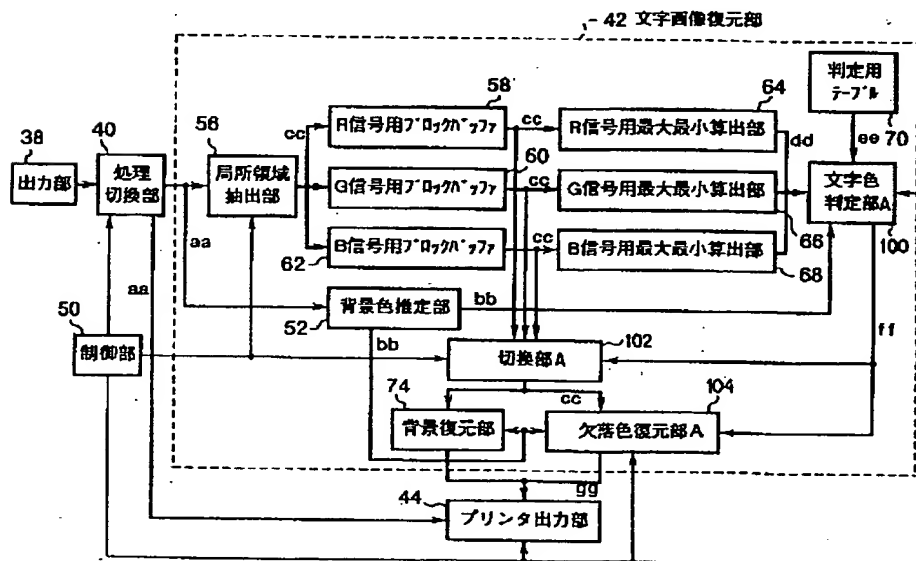 42 文字画像復元部
判定用
テーブル
70
58
R信号用ブロックバッファ
64
R信号用最大最小算出部
cc
cc
dd
ee
38
出力部
40
処理
切換部
56
局所領域
抽出部
60
G信号用ブロックバッファ
cc
G信号用最大最小算出部
66
文字色
判定部A
100
aa
62
B信号用ブロックバッファ
cc
B信号用最大最小算出部
68
aa
52
背景色推定部
bb
bb
ff
50
制御部
切換部A
102
74
背景復元部
cc
104
欠落色復元部A
44
プリンタ出力部
gg